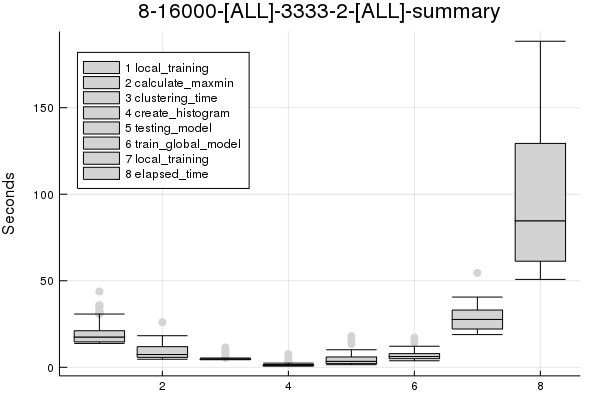 8-16000-[ALL]-3333-2-[ALL]-summary
1 local_training
2 calculate_maxmin
3 clustering_time
4 create_histogram
5 testing_model
6 train_global_model
7 local_training
8 elapsed_time
Seconds
150
100
50
0
2 4 6 8